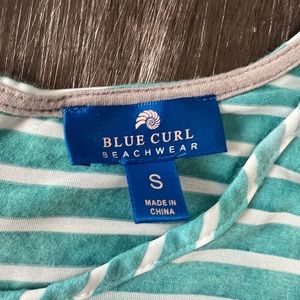 BLUE CURL
BEACHWEAR
S
MADE IN
CHINA